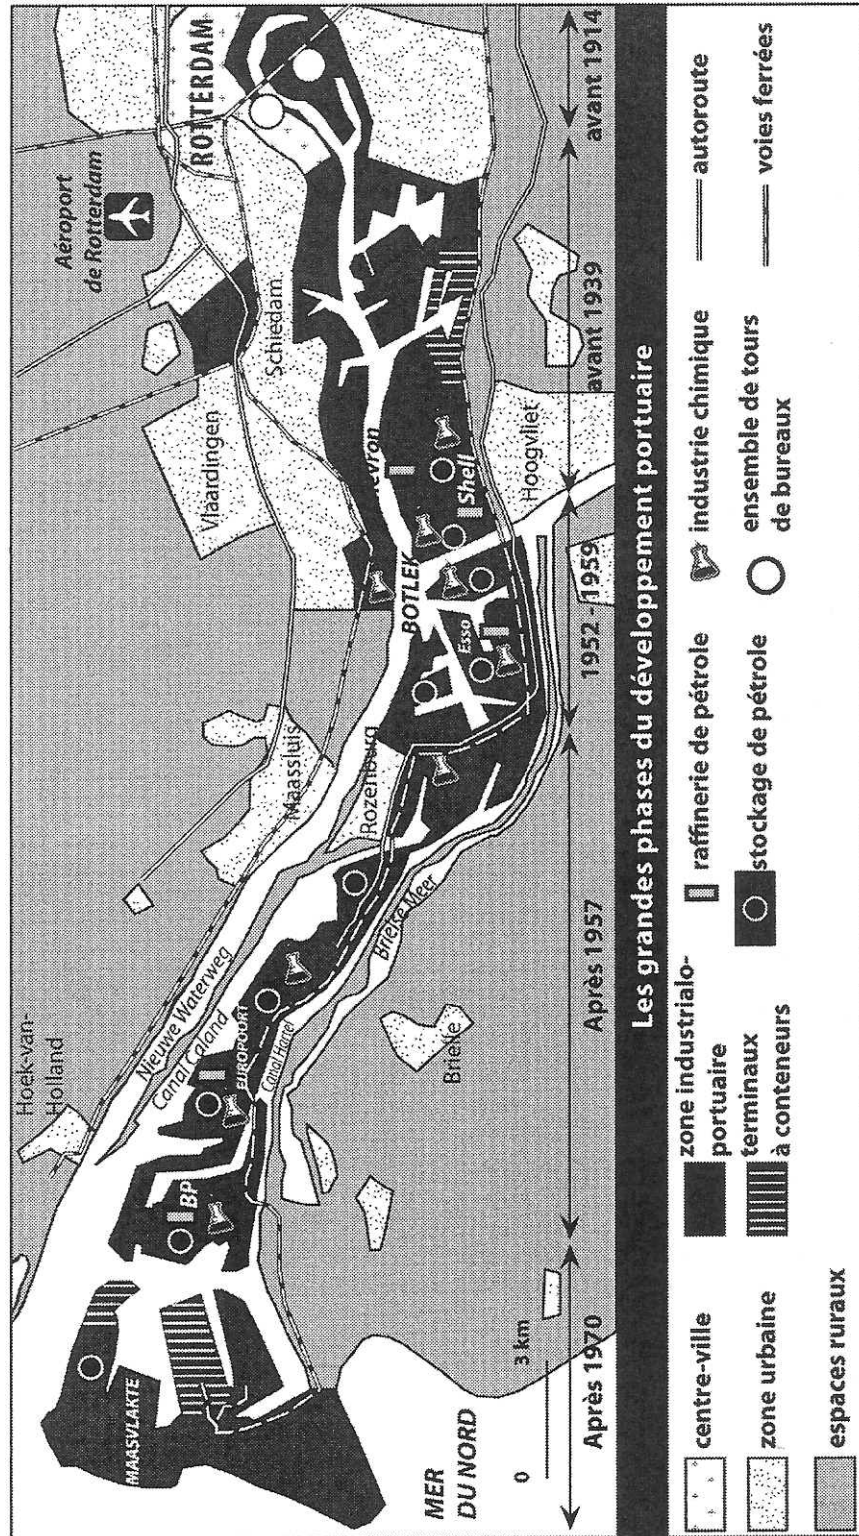 Aéroport
de Rotterdam
ROTTERDAM
Schiedam
Vlaardingen
Hoek-van-
Holland
Maassluis
Nieuwe Waterweg
Canal Caland
Rozenburg
BOTLEK
Shell
Esso
Hoogvliet
MAASVLAKTE
BP
EUROPOORT
Brielse Meer
Brielle
MER
DU NORD
0 3 km
Après 1970
Après 1957
1952 - 1959
avant 1939
avant 1914
Les grandes phases du développement portuaire
centre-ville
zone urbaine
espaces ruraux
zone industrialo-
portuaire
terminaux
à conteneurs
raffinerie de pétrole
stockage de pétrole
industrie chimique
ensemble de tours
de bureaux
autoroute
voies ferrées